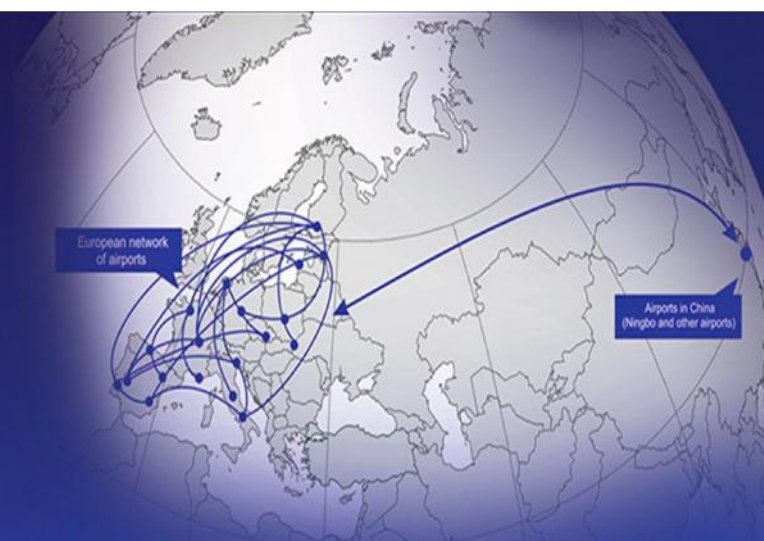 European network
of airports
Airports in China
(Ningbo and other airports)